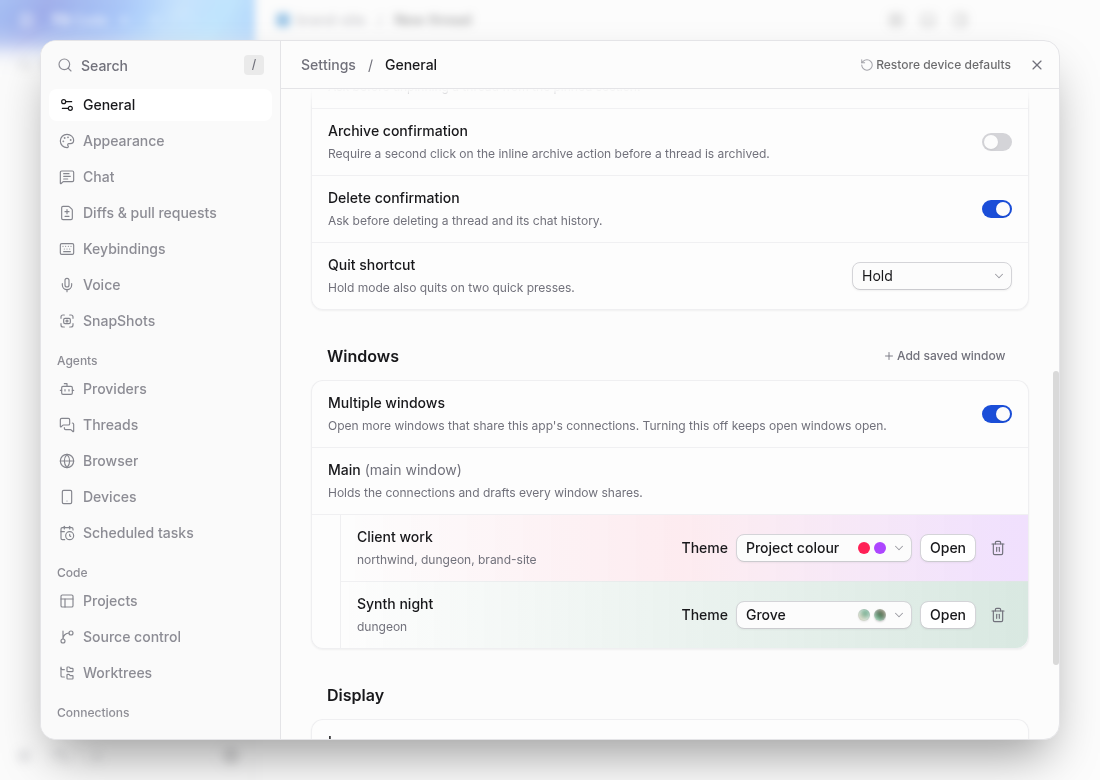 Search
/
General
Appearance
Chat
Diffs & pull requests
Keybindings
Voice
SnapShots
Agents
Providers
Threads
Browser
Devices
Scheduled tasks
Code
Projects
Source control
Worktrees
Connections
Settings / General
Restore device defaults
Archive confirmation
Require a second click on the inline archive action before a thread is archived.
Delete confirmation
Ask before deleting a thread and its chat history.
Quit shortcut
Hold mode also quits on two quick presses.
Hold
Windows
+ Add saved window
Multiple windows
Open more windows that share this app's connections. Turning this off keeps open windows open.
Main (main window)
Holds the connections and drafts every window shares.
Client work
northwind, dungeon, brand-site
Theme Project colour Open
Synth night
dungeon
Theme Grove Open
Display